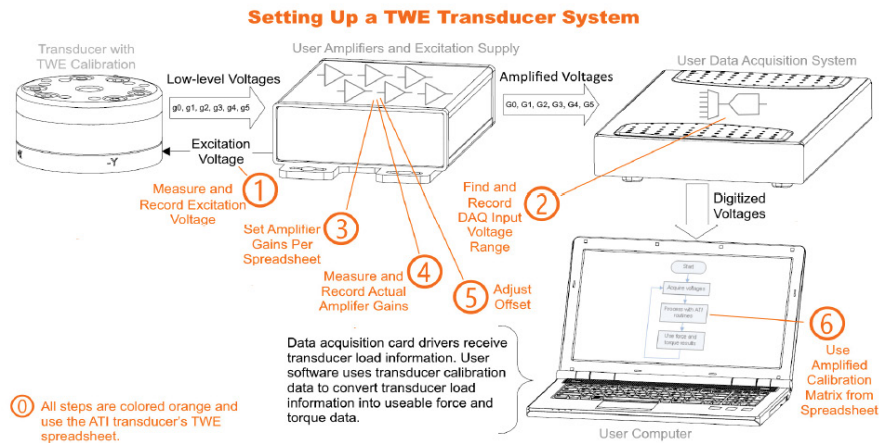 Setting Up a TWE Transducer System
Transducer with
TWE Calibration
User Amplifiers and Excitation Supply
User Data Acquisition System
Low-level Voltages
g0, g1, g2, g3, g4, g5
Amplified Voltages
G0, G1, G2, G3, G4, G5
Excitation
Voltage
-Y
1
Measure and
Record Excitation
Voltage
Find and
Record
DAQ Input
Voltage
Range
2
Digitized
Voltages
3
Set Amplifier
Gains Per
Spreadsheet
4
Measure and
Record Actual
Amplifer Gains
5
Adjust
Offset
Start
Acquire voltages
Process with ATI
routines
Use force and
torque results
6
Use
Amplified
Calibration
Matrix from
Spreadsheet
Data acquisition card drivers receive
transducer load information. User
software uses transducer calibration
data to convert transducer load
information into useable force and
torque data.
User Computer
0
All steps are colored orange and
use the ATI transducer's TWE
spreadsheet.